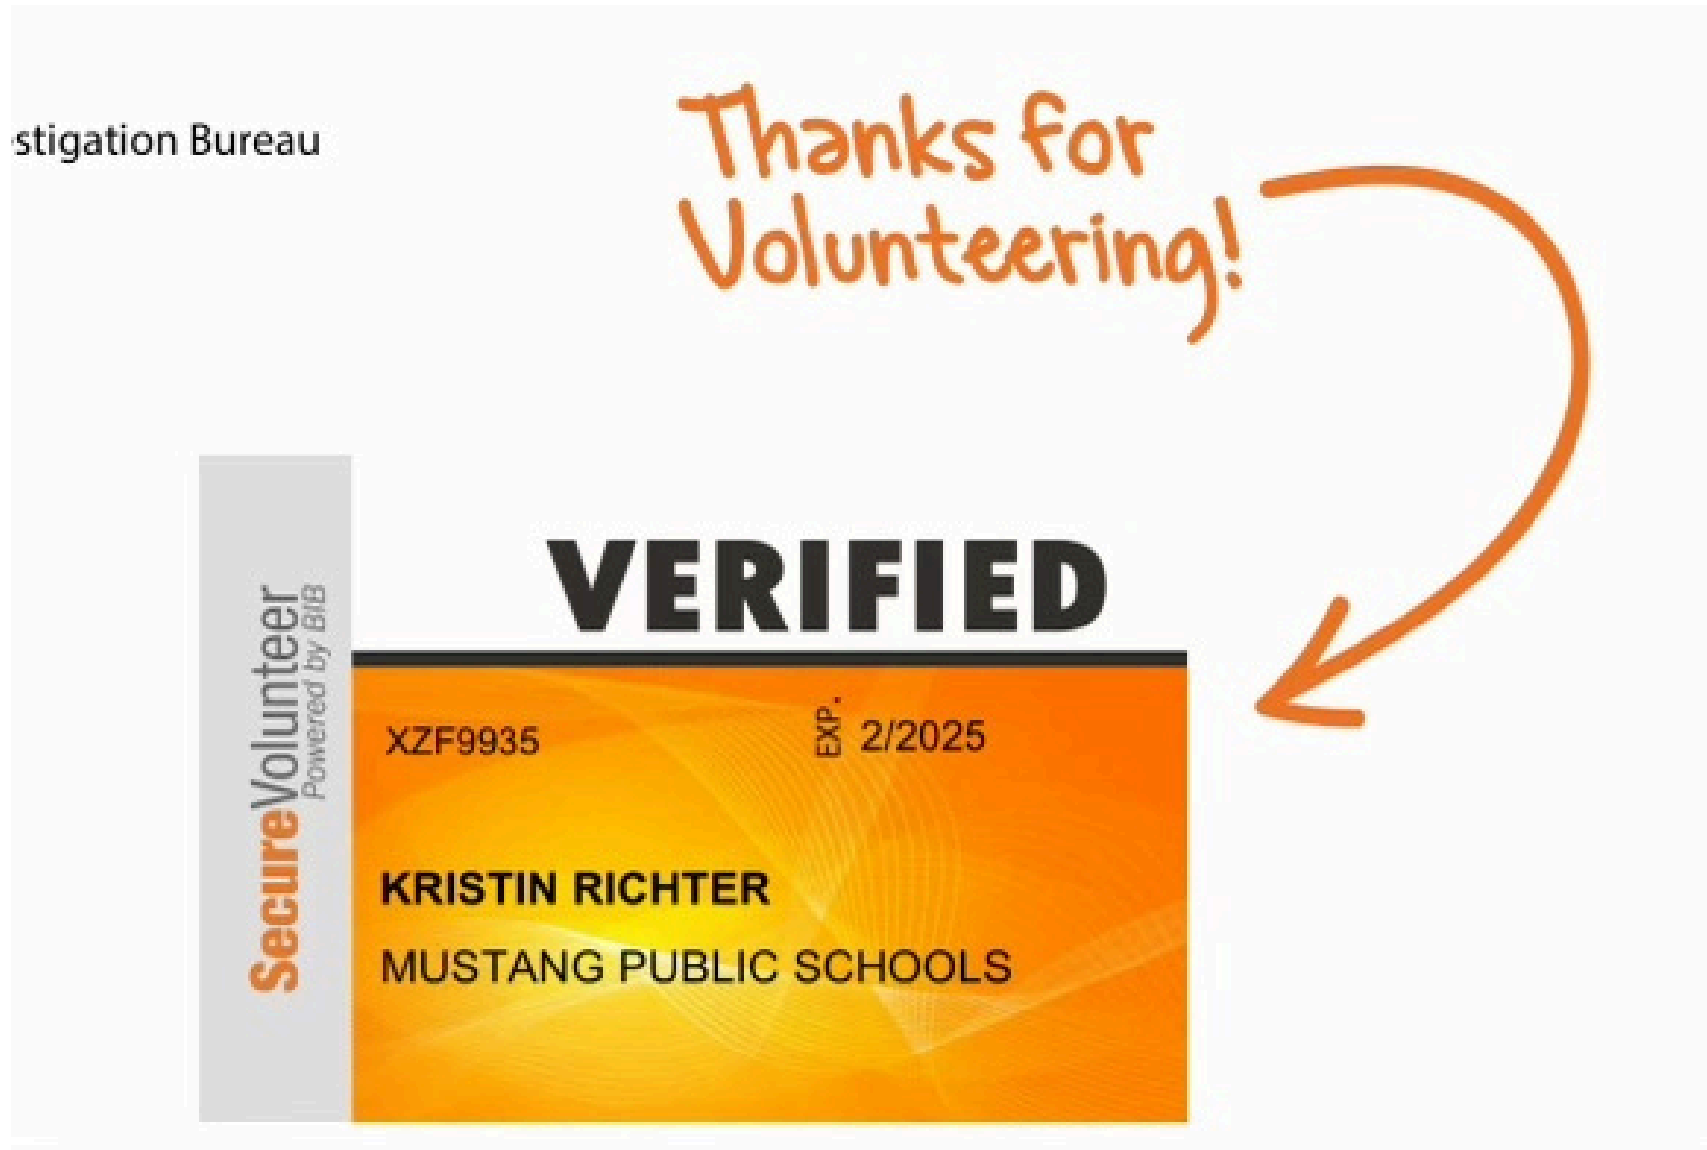 stigation Bureau
Thanks for
Volunteering!
VERIFIED
SecureVolunteer
Powered by BIB
XZF9935
EXP. 2/2025
KRISTIN RICHTER
MUSTANG PUBLIC SCHOOLS